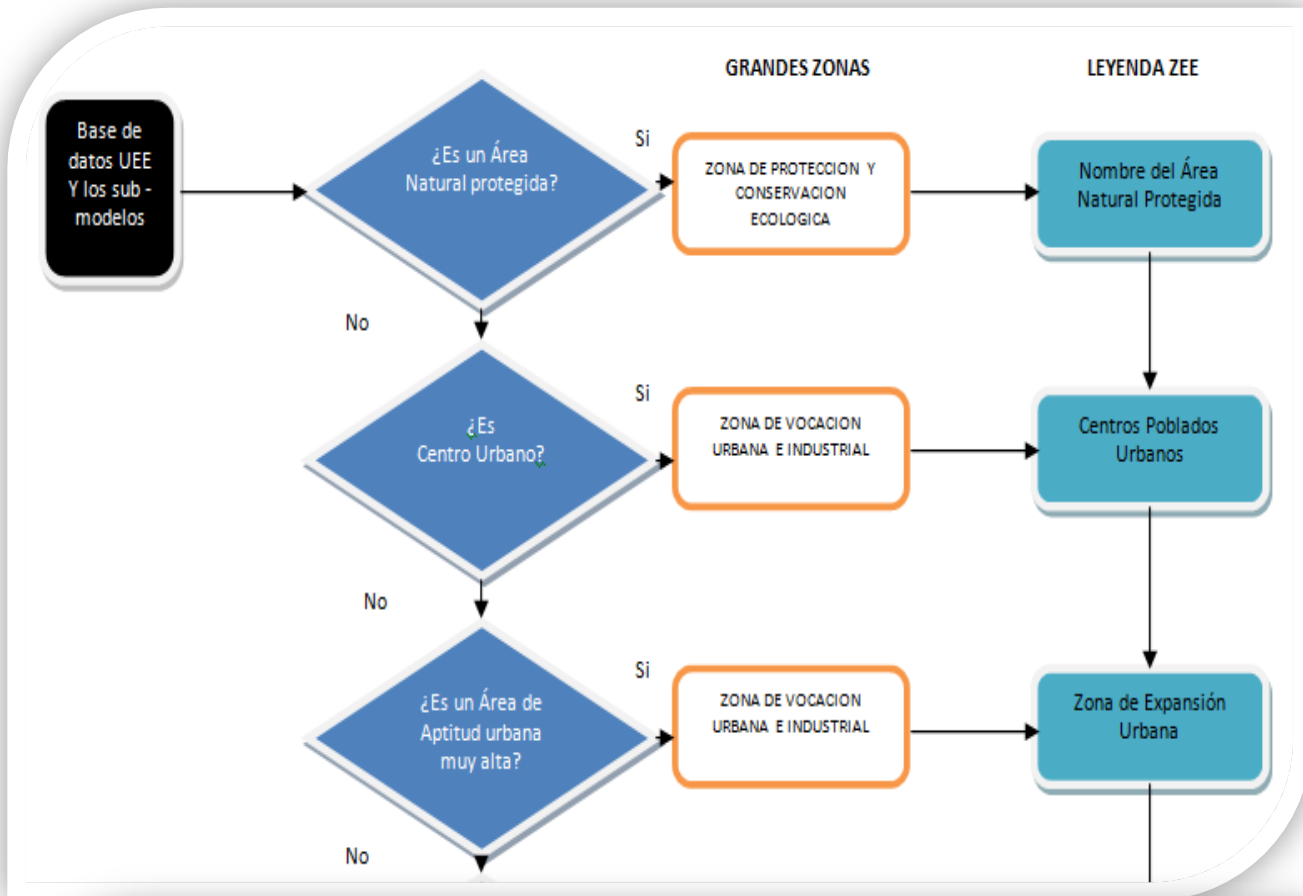 GRANDES ZONAS
LEYENDA ZEE
Base de
datos UEE
Y los sub -
modelos
¿Es un Área
Natural protegida?
Si
ZONA DE PROTECCION Y
CONSERVACION
ECOLOGICA
Nombre del Área
Natural Protegida
No
¿Es
Centro Urbano?
Si
ZONA DE VOCACION
URBANA E INDUSTRIAL
Centros Poblados
Urbanos
No
¿Es un Área de
Aptitud urbana
muy alta?
Si
ZONA DE VOCACION
URBANA E INDUSTRIAL
Zona de Expansión
Urbana
No